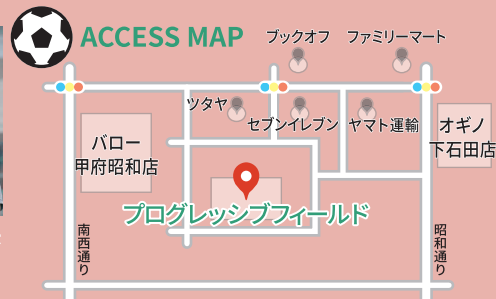 ACCESS MAP
ブックオフ
ファミリーマート
ツタヤ
セブンイレブン
ヤマト運輸
オギノ
下石田店
バロー
甲府昭和店
プログレッシブフィールド
南西通り
昭和通り